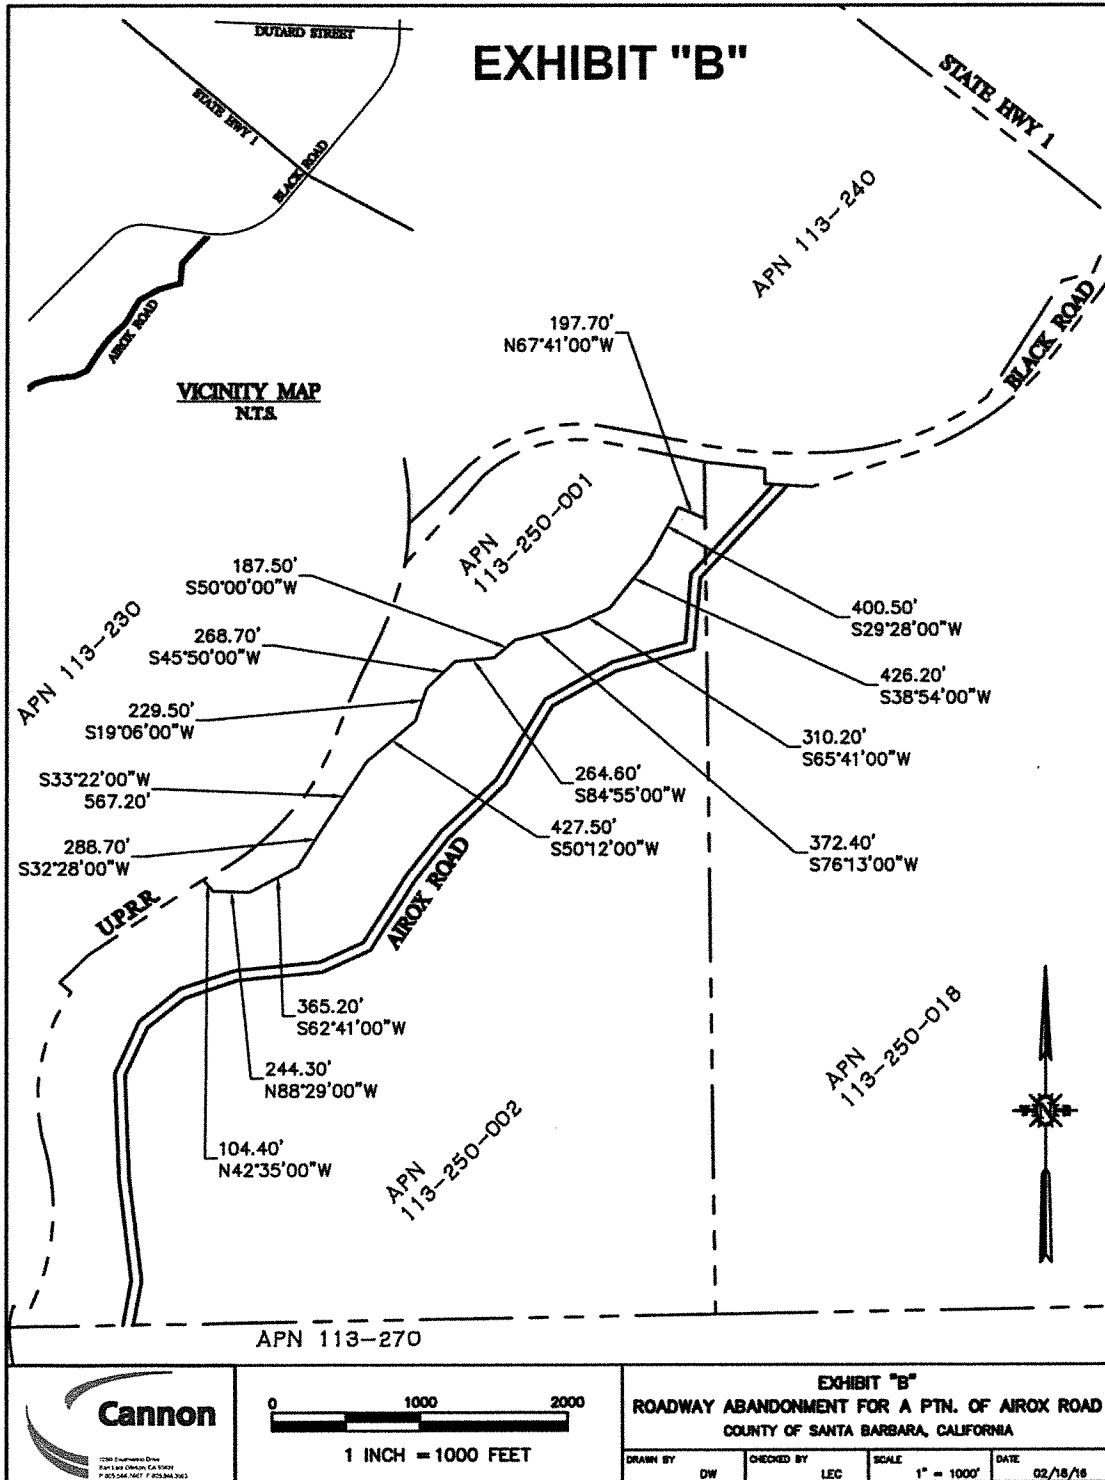 EXHIBIT "B"
DUTARD STREET
STATE HWY 1
BLACK ROAD
AIROX ROAD
VICINITY MAP
N.T.S.
STATE HWY 1
APN 113-240
BLACK ROAD
197.70'
N67°41'00"W
APN
113-250-001
187.50'
S50°00'00"W
APN 113-230
268.70'
S45°50'00"W
229.50'
S19°06'00"W
S33°22'00"W
567.20'
288.70'
S32°28'00"W
U.P.R.R.
400.50'
S29°28'00"W
426.20'
S38°54'00"W
310.20'
S65°41'00"W
264.60'
S84°55'00"W
427.50'
S50°12'00"W
372.40'
S76°13'00"W
AIROX ROAD
365.20'
S62°41'00"W
244.30'
N88°29'00"W
104.40'
N42°35'00"W
APN
113-250-002
APN
113-250-018
N
APN 113-270
Cannon
0 1000 2000
1 INCH = 1000 FEET
EXHIBIT "B"
ROADWAY ABANDONMENT FOR A PTN. OF AIROX ROAD
COUNTY OF SANTA BARBARA, CALIFORNIA
DRAWN BY
DW
CHECKED BY
LEC
SCALE
1" = 1000'
DATE
02/18/16